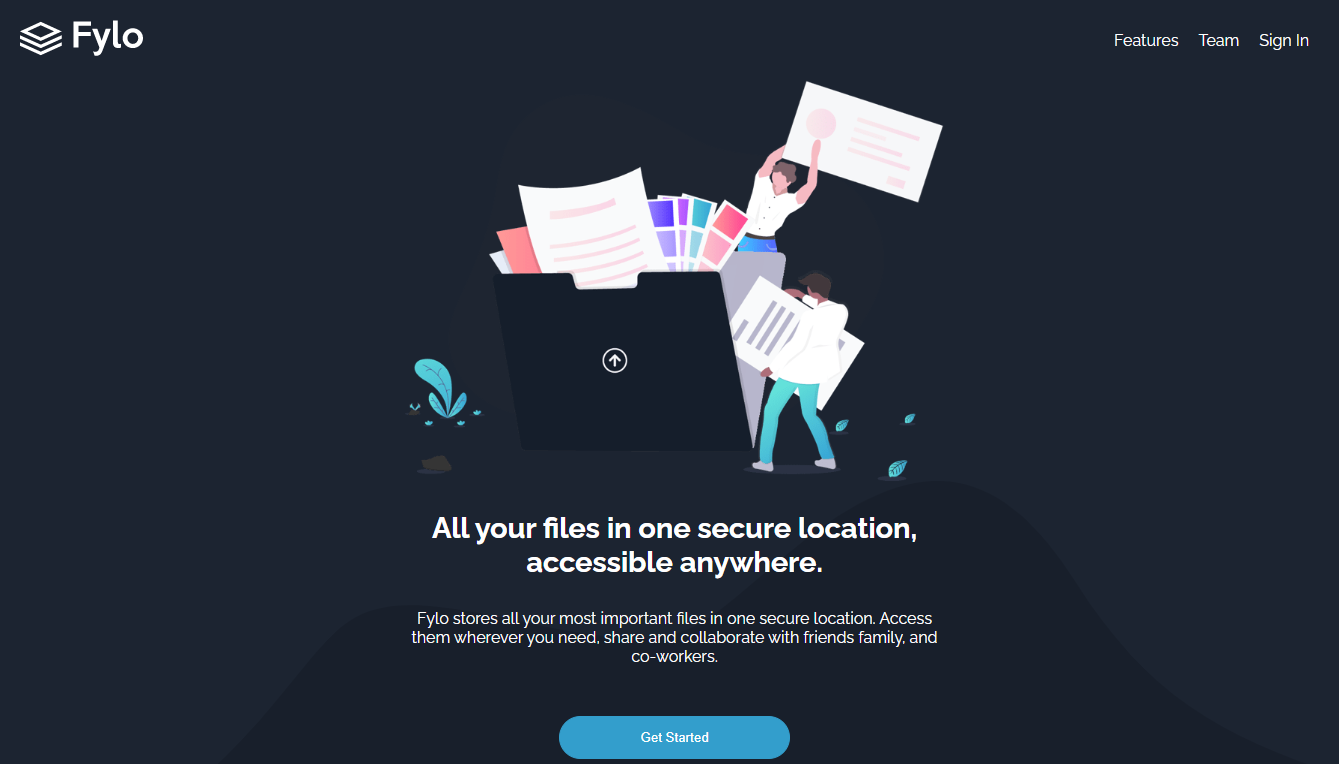 Fylo
Features Team Sign In
All your files in one secure location,
accessible anywhere.
Fylo stores all your most important files in one secure location. Access
them wherever you need, share and collaborate with friends family, and
co-workers.
Get Started